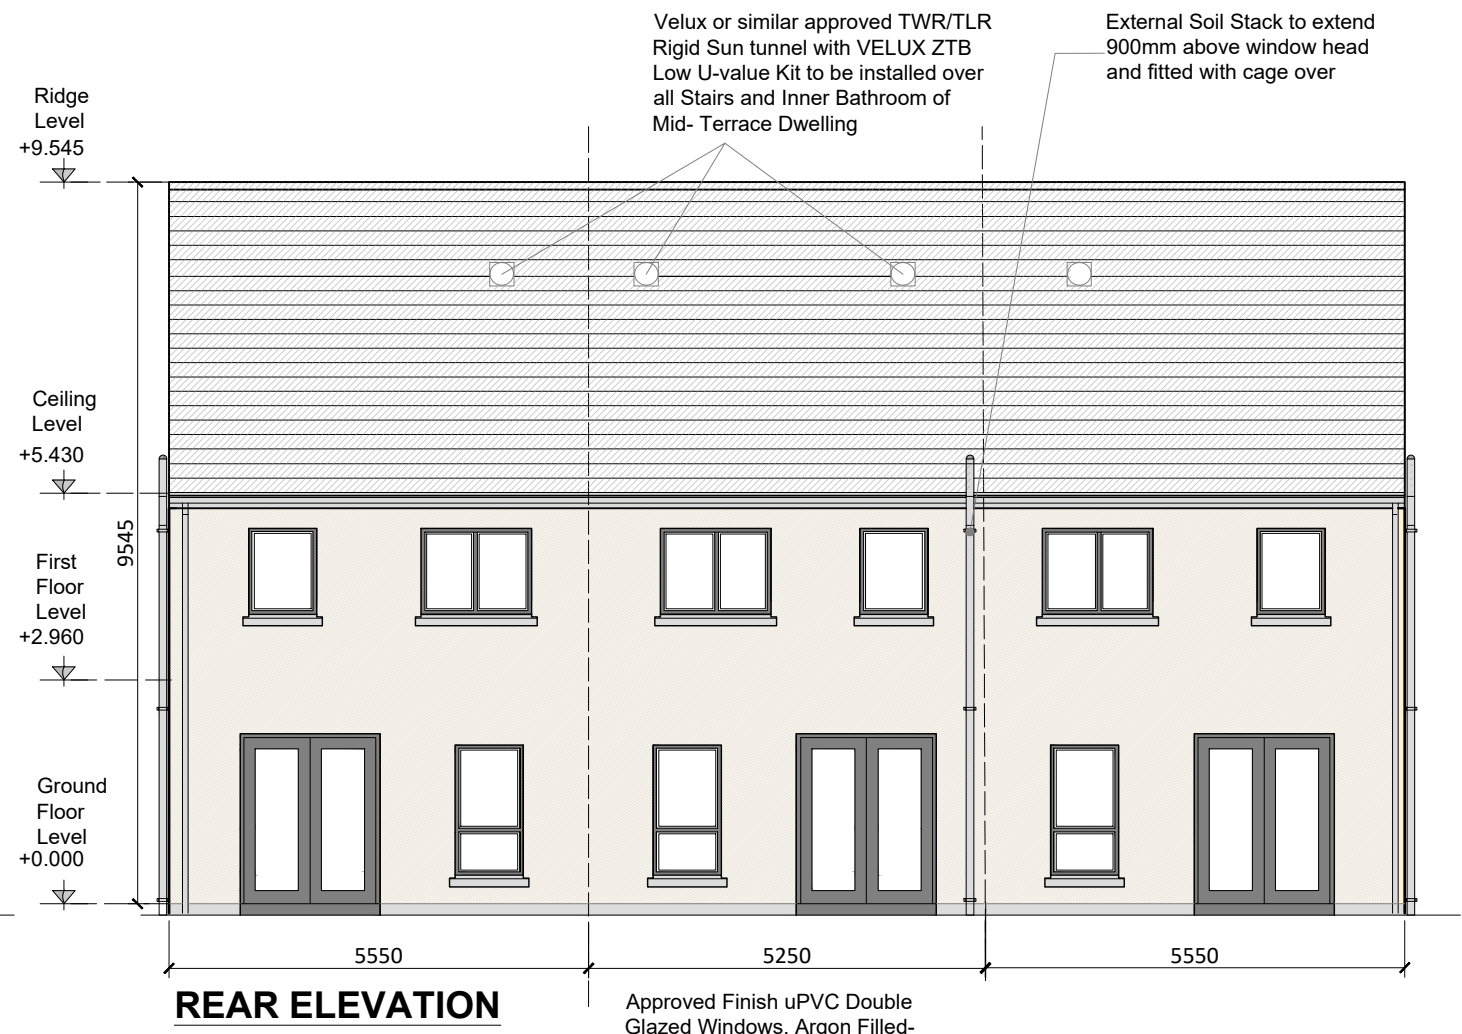 Velux or similar approved TWR/TLR
Rigid Sun tunnel with VELUX ZTB
Low U-value Kit to be installed over
all Stairs and Inner Bathroom of
Mid- Terrace Dwelling
External Soil Stack to extend
900mm above window head
and fitted with cage over
Ridge
Level
+9.545
Ceiling
Level
+5.430
9545
First
Floor
Level
+2.960
Ground
Floor
Level
+0.000
5550
5250
5550
REAR ELEVATION
Approved Finish uPVC Double
Glazed Windows, Argon Filled-